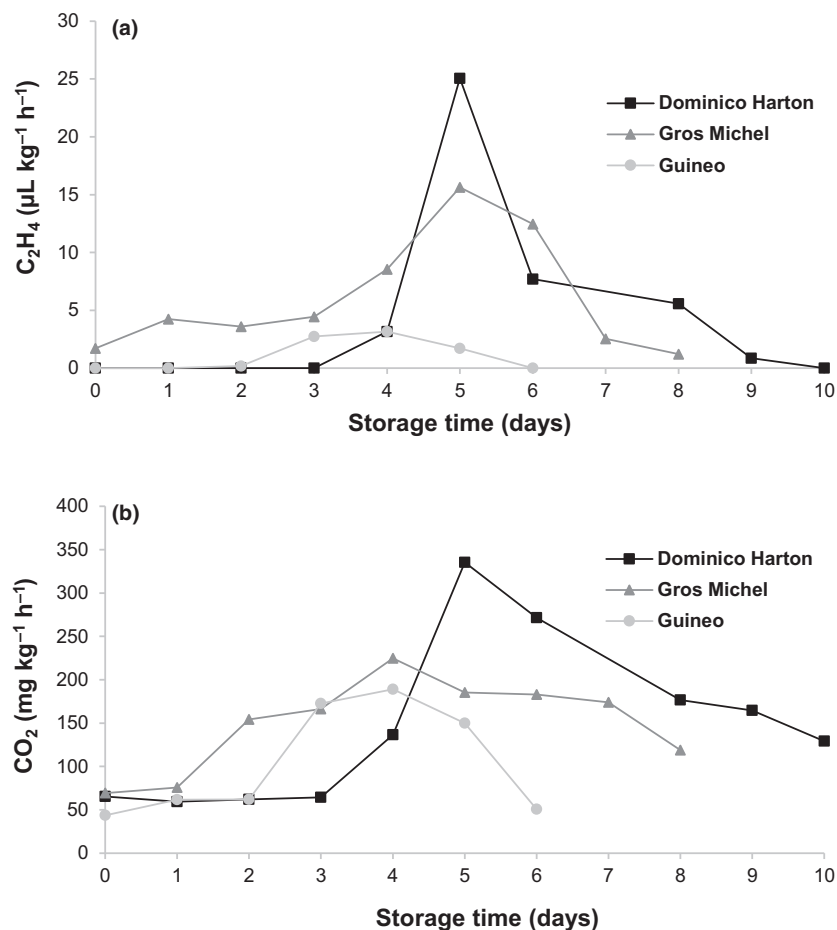 (a)
30
25
20
15
10
5
0
C₂H₄ (µL kg⁻¹ h⁻¹)
Dominico Harton
Gros Michel
Guineo
0 1 2 3 4 5 6 7 8 9 10
Storage time (days)
(b)
400
350
300
250
200
150
100
50
0
CO₂ (mg kg⁻¹ h⁻¹)
Dominico Harton
Gros Michel
Guineo
0 1 2 3 4 5 6 7 8 9 10
Storage time (days)